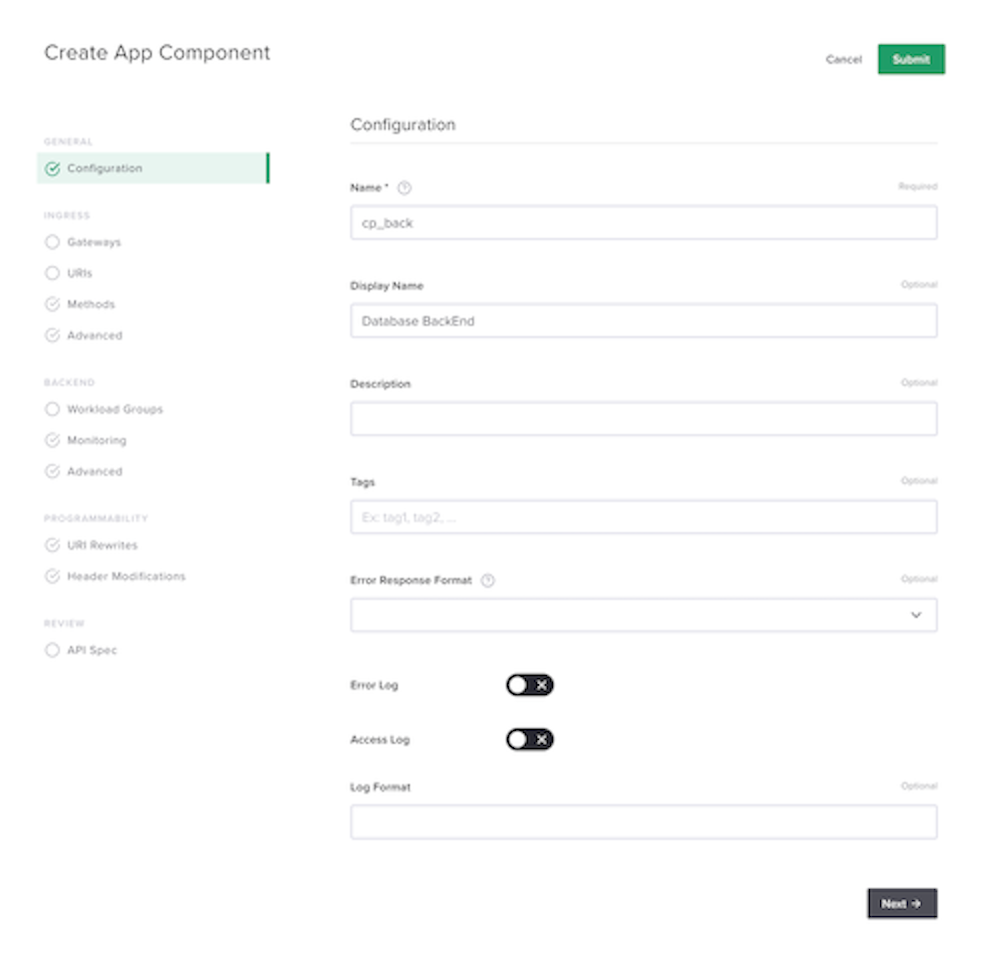 Create App Component
Cancel
Submit
GENERAL
Configuration
INGRESS
Gateways
URIs
Methods
Advanced
BACKEND
Workload Groups
Monitoring
Advanced
PROGRAMMABILITY
URI Rewrites
Header Modifications
REVIEW
API Spec
Configuration
Name * ? Required
cp_back
Display Name Optional
Database BackEnd
Description Optional
Tags Optional
Ex: tag1, tag2, ...
Error Response Format ? Optional
Error Log
Access Log
Log Format Optional
Next →